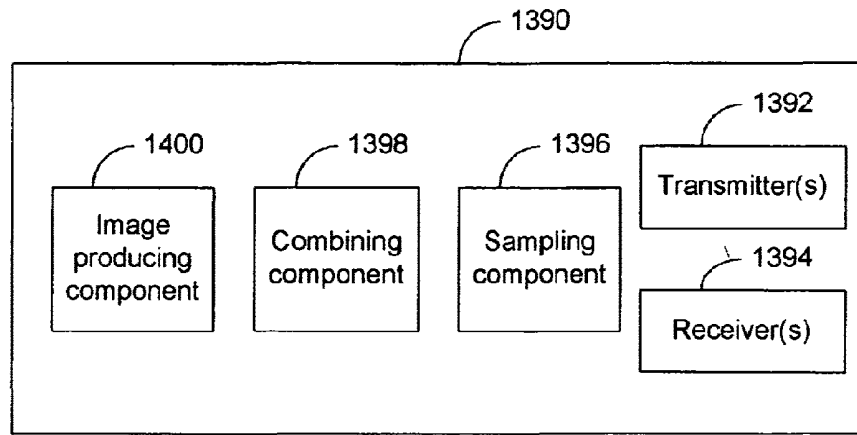 1390
1392
1400
1398
1396
Transmitter(s)
Image
producing
component
Combining
component
Sampling
component
1394
Receiver(s)